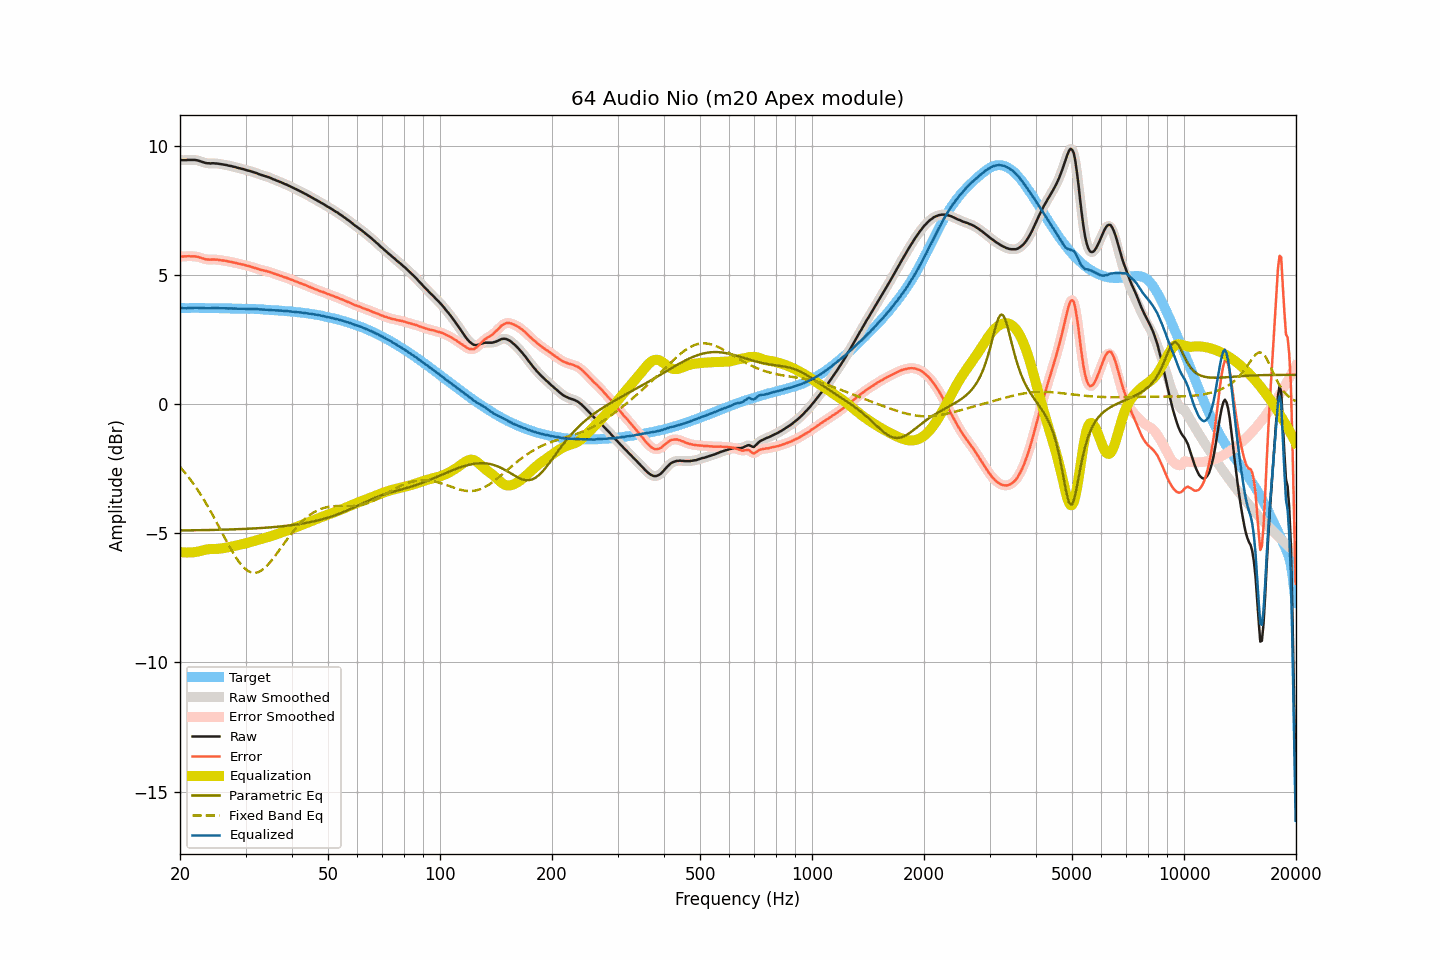 64 Audio Nio (m20 Apex module)
10
5
0
−5
−10
−15
Amplitude (dBr)
Target
Raw Smoothed
Error Smoothed
Raw
Error
Equalization
Parametric Eq
Fixed Band Eq
Equalized
20 50 100 200 500 1000 2000 5000 10000 20000
Frequency (Hz)